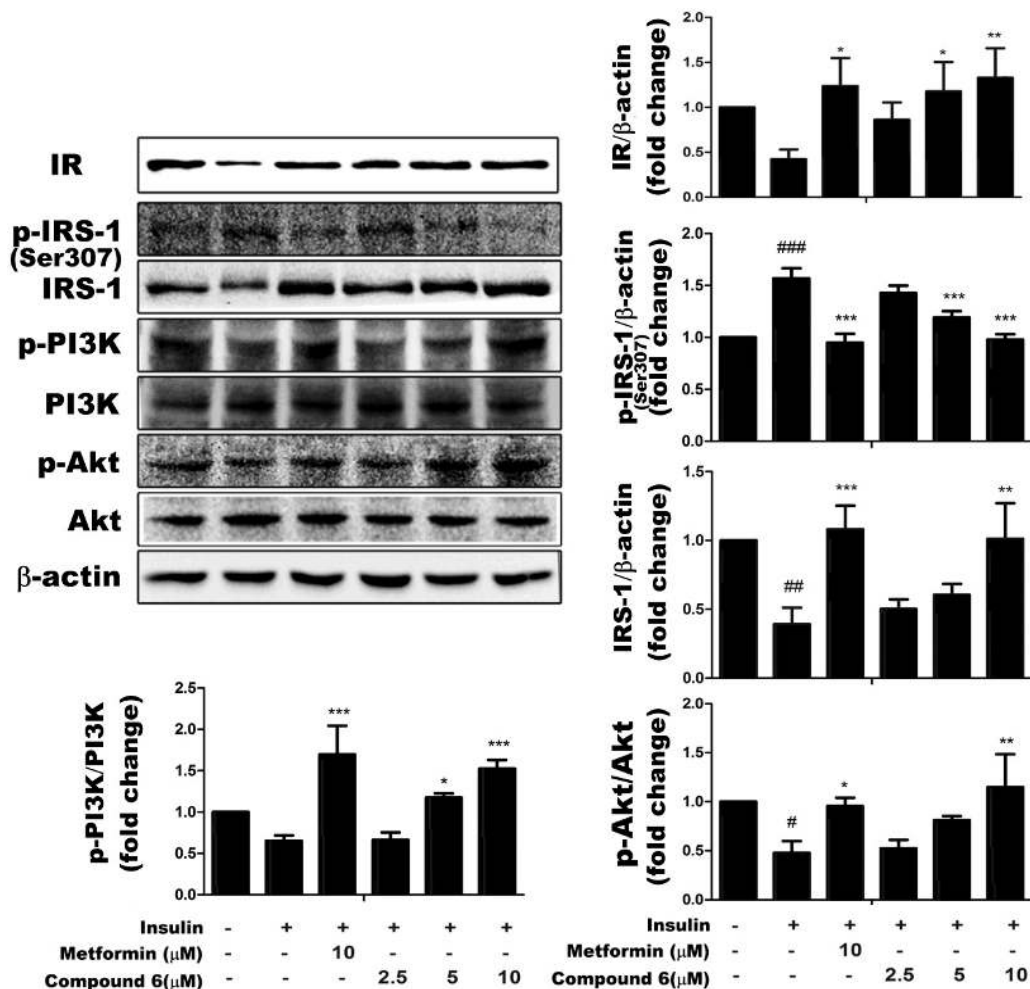 IR
p-IRS-1
(Ser307)
IRS-1
p-PI3K
PI3K
p-Akt
Akt
β-actin
IR/β-actin
(fold change)
2.0
1.5
1.0
0.5
0.0
*
*
**
p-IRS-1/β-actin
(Ser307)
(fold change)
2.0
1.5
1.0
0.5
0.0
###
***
***
***
IRS-1/β-actin
(fold change)
1.5
1.0
0.5
0.0
##
***
**
p-PI3K/PI3K
(fold change)
2.5
2.0
1.5
1.0
0.5
0.0
***
*
***
Insulin - + + + + +
Metformin (μM) - - 10 - - -
Compound 6(μM) - - - 2.5 5 10
p-Akt/Akt
(fold change)
2.0
1.5
1.0
0.5
0.0
#
*
**
Insulin - + + + + +
Metformin (μM) - - 10 - - -
Compound 6(μM) - - - 2.5 5 10